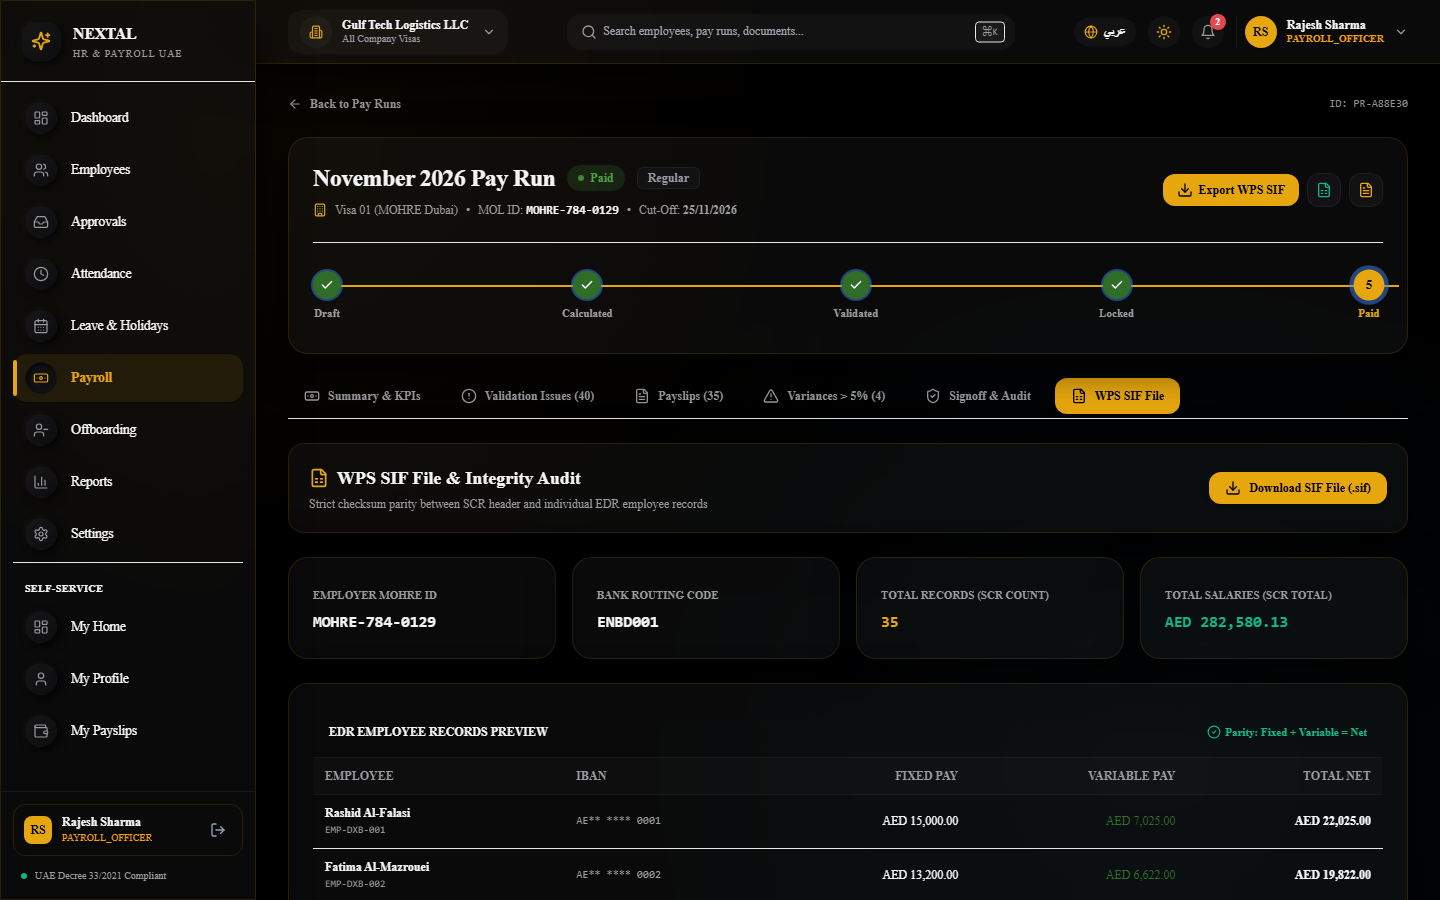 NEXTAL
HR & PAYROLL UAE
Gulf Tech Logistics LLC
All Company Visas
Search employees, pay runs, documents...
⌘K
عربي
2
RS
Rajesh Sharma
PAYROLL_OFFICER
Dashboard
Employees
Approvals
Attendance
Leave & Holidays
Payroll
Offboarding
Reports
Settings
SELF-SERVICE
My Home
My Profile
My Payslips
RS
Rajesh Sharma
PAYROLL_OFFICER
UAE Decree 33/2021 Compliant
Back to Pay Runs
ID: PR-A88E30
November 2026 Pay Run
Paid
Regular
Visa 01 (MOHRE Dubai) • MOL ID: MOHRE-784-0129 • Cut-Off: 25/11/2026
Export WPS SIF
5
Draft
Calculated
Validated
Locked
Paid
Summary & KPIs
Validation Issues (40)
Payslips (35)
Variances > 5% (4)
Signoff & Audit
WPS SIF File
WPS SIF File & Integrity Audit
Strict checksum parity between SCR header and individual EDR employee records
Download SIF File (.sif)
EMPLOYER MOHRE ID
MOHRE-784-0129
BANK ROUTING CODE
ENBD001
TOTAL RECORDS (SCR COUNT)
35
TOTAL SALARIES (SCR TOTAL)
AED 282,580.13
EDR EMPLOYEE RECORDS PREVIEW
Parity: Fixed + Variable = Net
EMPLOYEE IBAN FIXED PAY VARIABLE PAY TOTAL NET
Rashid Al-Falasi
EMP-DXB-001
AE** **** 0001
AED 15,000.00
AED 7,025.00
AED 22,025.00
Fatima Al-Mazrouei
EMP-DXB-002
AE** **** 0002
AED 13,200.00
AED 6,622.00
AED 19,822.00